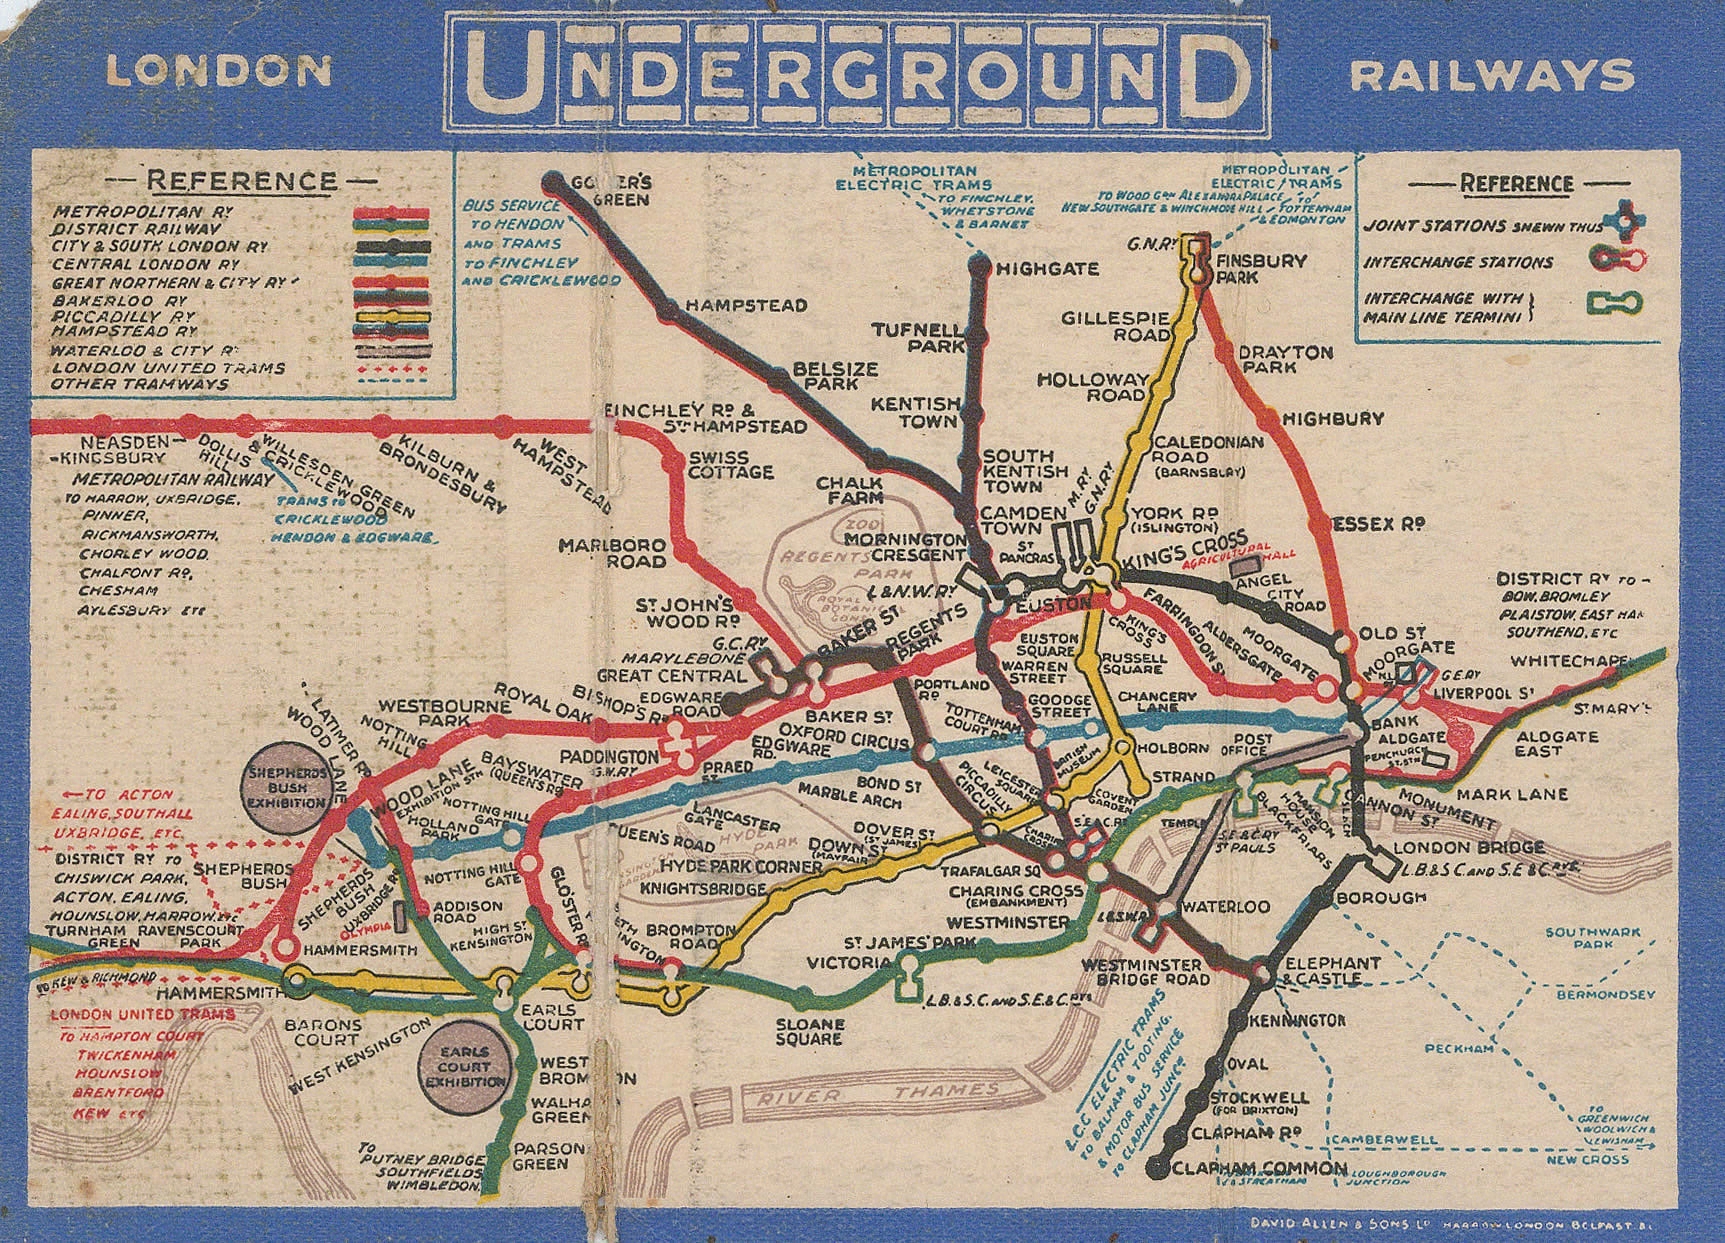 LONDON
UNDERGROUND
RAILWAYS
— REFERENCE —
METROPOLITAN RY
DISTRICT RAILWAY
CITY & SOUTH LONDON RY
CENTRAL LONDON RY
GREAT NORTHERN & CITY RY
BAKERLOO RY
PICCADILLY RY
HAMPSTEAD RY
WATERLOO & CITY RY
LONDON UNITED TRAMS
OTHER TRAMWAYS
GREEN
BUS SERVICE
TO HENDON
AND TRAMS
TO FINCHLEY
AND CRICKLEWOOD
METROPOLITAN
ELECTRIC TRAMS
TO FINCHLEY,
WHETSTONE
& BARNET
METROPOLITAN
ELECTRIC TRAMS
TO WOOD GRN ALEXANDRA PALACE
NEW SOUTHGATE & WINCHMORE HILL
TO
TOTTENHAM
& EDMONTON
— REFERENCE —
JOINT STATIONS SHEWN THUS
INTERCHANGE STATIONS
INTERCHANGE WITH
MAIN LINE TERMINI
G.N.RY
FINSBURY
PARK
HIGHGATE
HAMPSTEAD
TUFNELL
PARK
GILLESPIE
ROAD
DRAYTON
PARK
BELSIZE
PARK
HOLLOWAY
ROAD
KENTISH
TOWN
HIGHBURY
FINCHLEY RD &
STH HAMPSTEAD
CALEDONIAN
ROAD
(BARNSBURY)
NEASDEN
-KINGSBURY
DOLLIS
HILL
WILLESDEN GREEN
& CRICKLEWOOD
KILBURN &
BRONDESBURY
WEST
HAMPSTEAD
SWISS
COTTAGE
SOUTH
KENTISH
TOWN
METROPOLITAN RAILWAY
TO HARROW, UXBRIDGE,
PINNER,
RICKMANSWORTH,
CHORLEY WOOD,
CHALFONT RD,
CHESHAM
AYLESBURY ETC
TRAMS TO
CRICKLEWOOD
HENDON & EDGWARE
CHALK
FARM
CAMDEN
TOWN
M.RY
G.N.RY
YORK RD
(ISLINGTON)
ESSEX RD
ZOO
REGENTS
PARK
ROYAL
BOTANIC
MORNINGTON
CRESCENT
ST
PANCRAS
KING'S CROSS
AGRICULTURAL
HALL
MARLBORO
ROAD
L & N.W.RY
EUSTON
ANGEL
CITY
ROAD
DISTRICT RY TO -
BOW, BROMLEY
PLAISTOW, EAST HAM
SOUTHEND, ETC
ST JOHN'S
WOOD RD
G.C.RY
MARYLEBONE
GREAT CENTRAL
BAKER ST
REGENTS
PARK
EUSTON
SQUARE
KING'S
CROSS
FARRINGDON ST
ALDERSGATE
MOORGATE
OLD ST
MOORGATE
WARREN
STREET
RUSSELL
SQUARE
WHITECHAPEL
G.E.RY
LIVERPOOL ST
ST MARY'S
EDGWARE
ROAD
PORTLAND
RD
GOODGE
STREET
CHANCERY
LANE
ROYAL OAK
BISHOP'S RD
WESTBOURNE
PARK
LATIMER RD
WOOD LANE
NOTTING
HILL
BAKER ST
TOTTENHAM
COURT RD
OXFORD CIRCUS
BANK
ALDGATE
ALDGATE
EAST
PADDINGTON
G.W.RY
EDGWARE
RD.
PRAED
ST.
BRITISH
MUSEUM
HOLBORN
POST
OFFICE
FENCHURCH
ST. STN
SHEPHERDS
BUSH
EXHIBITION
WOOD LANE
EXHIBITION STN
BAYSWATER
(QUEEN'S RD)
BOND ST
MARBLE ARCH
LEICESTER
SQUARE
PICCADILLY
CIRCUS
STRAND
COVENT
GARDEN
MARK LANE
MONUMENT
CANNON ST
MANSION
HOUSE
BLACKFRIARS
←TO ACTON
EALING, SOUTHALL
UXBRIDGE, ETC
NOTTING HILL
GATE
HOLLAND
PARK
LANCASTER
GATE
QUEEN'S ROAD
HYDE
PARK
DOVER ST
(ST JAMES')
DOWN ST
(MAYFAIR)
HYDE PARK CORNER
KNIGHTSBRIDGE
CHARING
CROSS
S.E & C.RY
TEMPLE
S.E & C RY
ST PAULS
LONDON BRIDGE
L.B & S C AND S.E & C RYS
DISTRICT RY TO
CHISWICK PARK,
ACTON, EALING,
HOUNSLOW, HARROW, ETC
TURNHAM
GREEN
RAVENSCOURT
PARK
SHEPHERDS
BUSH
SHEPHERDS
BUSH
UXBRIDGE RD
OLYMPIA
NOTTING HILL
GATE
ADDISON
ROAD
HIGH ST
KENSINGTON
GLO'STER RD
BROMPTON
ROAD
TRAFALGAR SQ
CHARING CROSS
(EMBANKMENT)
WESTMINSTER
ST JAMES' PARK
VICTORIA
L.& S.W.RY
WATERLOO
BOROUGH
HAMMERSMITH
TO KEW & RICHMOND
HAMMERSMITH
L.B. & S.C. AND S.E & C. RYS
WESTMINSTER
BRIDGE ROAD
ELEPHANT
& CASTLE
SOUTHWARK
PARK
BERMONDSEY
LONDON UNITED TRAMS
TO HAMPTON COURT
TWICKENHAM
HOUNSLOW
BRENTFORD
KEW ETC
BARONS
COURT
WEST KENSINGTON
EARLS
COURT
EARLS
COURT
EXHIBITION
SLOANE
SQUARE
KENNINGTON
PECKHAM
OVAL
STOCKWELL
(FOR BRIXTON)
WEST
WALHAM
GREEN
RIVER THAMES
L.C.C. ELECTRIC TRAMS
TO BALHAM & TOOTING,
& MOTOR BUS SERVICE
TO CLAPHAM JUNCN
CLAPHAM RD
CLAPHAM COMMON
PARSONS
GREEN
TO
PUTNEY BRIDGE
SOUTHFIELDS
WIMBLEDON
CAMBERWELL
LOUGHBOROUGH
JUNCTION
TO
GREENWICH
WOOLWICH &
LEWISHAM
NEW CROSS
DAVID ALLEN & SONS LD HARROW, LONDON BELFAST &c.